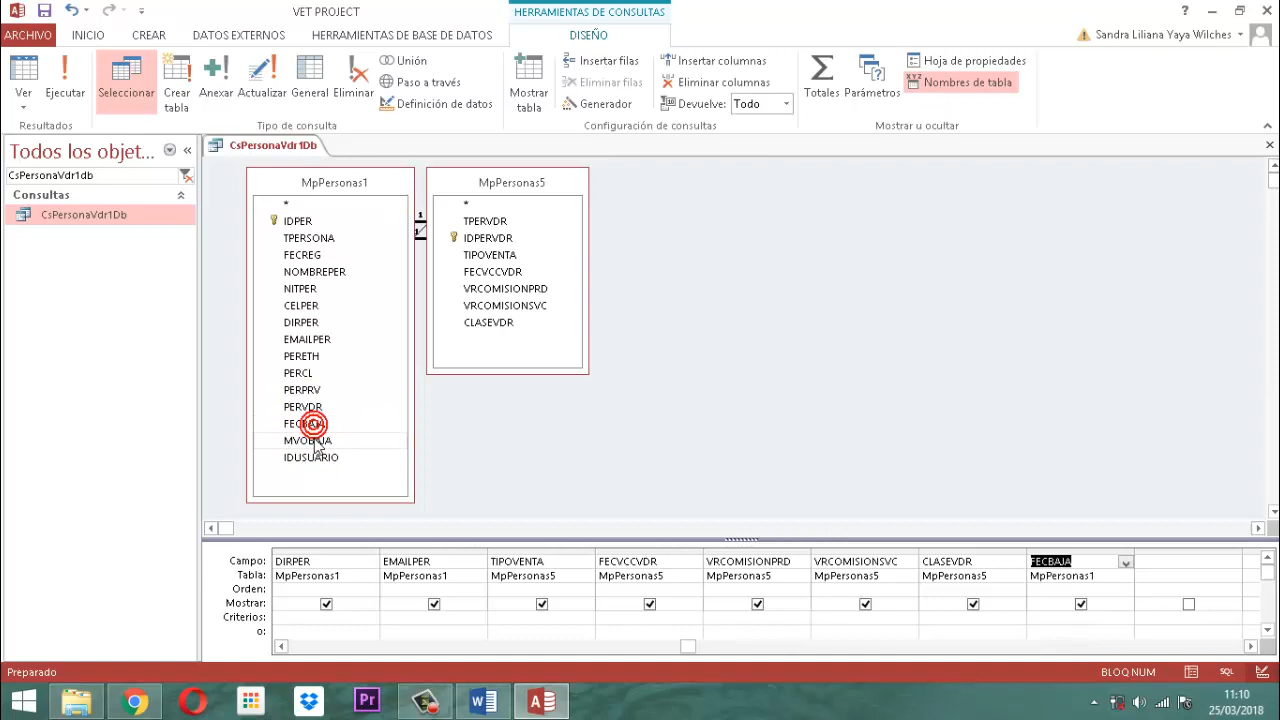 VET PROJECT
HERRAMIENTAS DE CONSULTAS
?
ARCHIVO INICIO CREAR DATOS EXTERNOS HERRAMIENTAS DE BASE DE DATOS DISEÑO
Sandra Liliana Yaya Wilches
Ver
Ejecutar
Seleccionar
Crear tabla
Anexar
Actualizar
General
Eliminar
Unión
Paso a través
Definición de datos
Mostrar tabla
Insertar filas
Eliminar filas
Generador
Insertar columnas
Eliminar columnas
Devuelve: Todo
Totales
Parámetros
Hoja de propiedades
Nombres de tabla
Resultados
Tipo de consulta
Configuración de consultas
Mostrar u ocultar
Todos los objet... «
CsPersonaVdr1db
Consultas
CsPersonaVdr1Db
CsPersonaVdr1Db
MpPersonas1
*
IDPER
TPERSONA
FECREG
NOMBREPER
NITPER
CELPER
DIRPER
EMAILPER
PERETH
PERCL
PERPRV
PERVDR
IDUSUARIO
1
1
MpPersonas5
*
TPERVDR
IDPERVDR
TIPOVENTA
FECVCCVDR
VRCOMISIONPRD
VRCOMISIONSVC
CLASEVDR
Campo: DIRPER EMAILPER TIPOVENTA FECVCCVDR VRCOMISIONPRD VRCOMISIONSVC CLASEVDR FECBAJA
Tabla: MpPersonas1 MpPersonas1 MpPersonas5 MpPersonas5 MpPersonas5 MpPersonas5 MpPersonas5 MpPersonas1
Orden:
Mostrar:
Criterios:
o:
Preparado
BLOQ NUM
SQL
Pr
11:10
25/03/2018